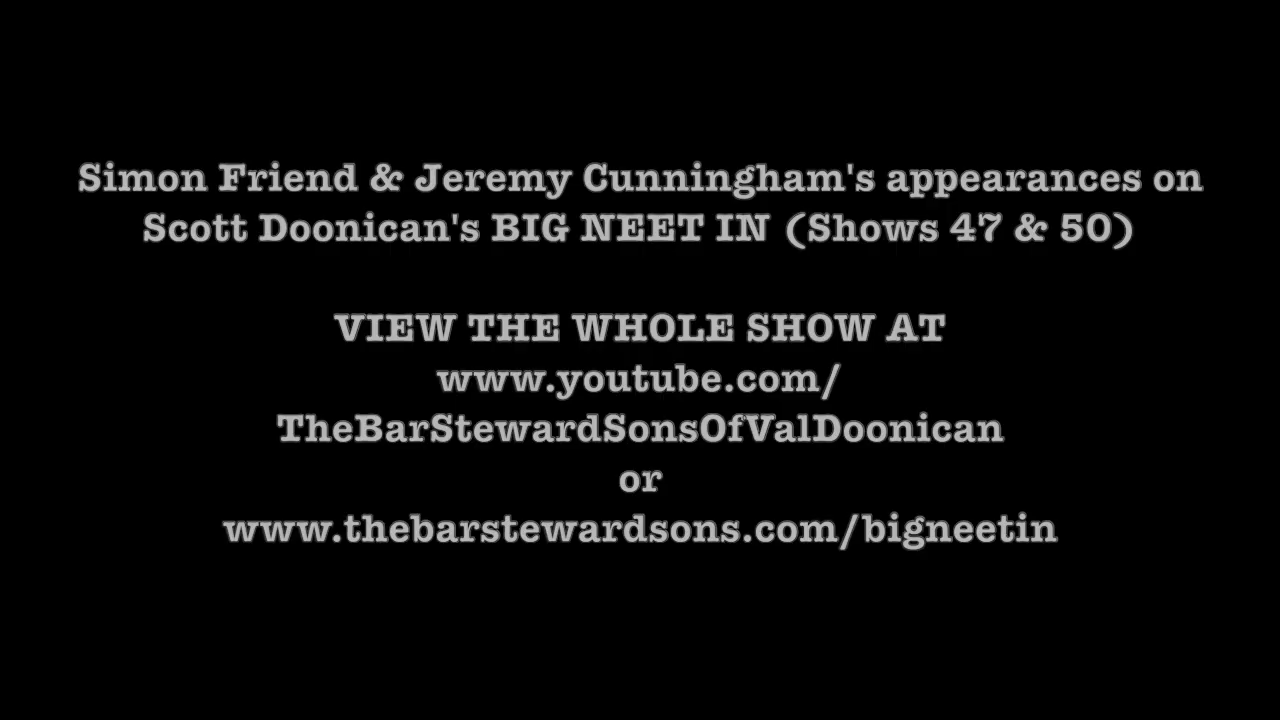 Simon Friend & Jeremy Cunningham's appearances on
Scott Doonican's BIG NEET IN (Shows 47 & 50)
VIEW THE WHOLE SHOW AT
www.youtube.com/
TheBarStewardSonsOfValDoonican
or
www.thebarstewardsons.com/bigneetin